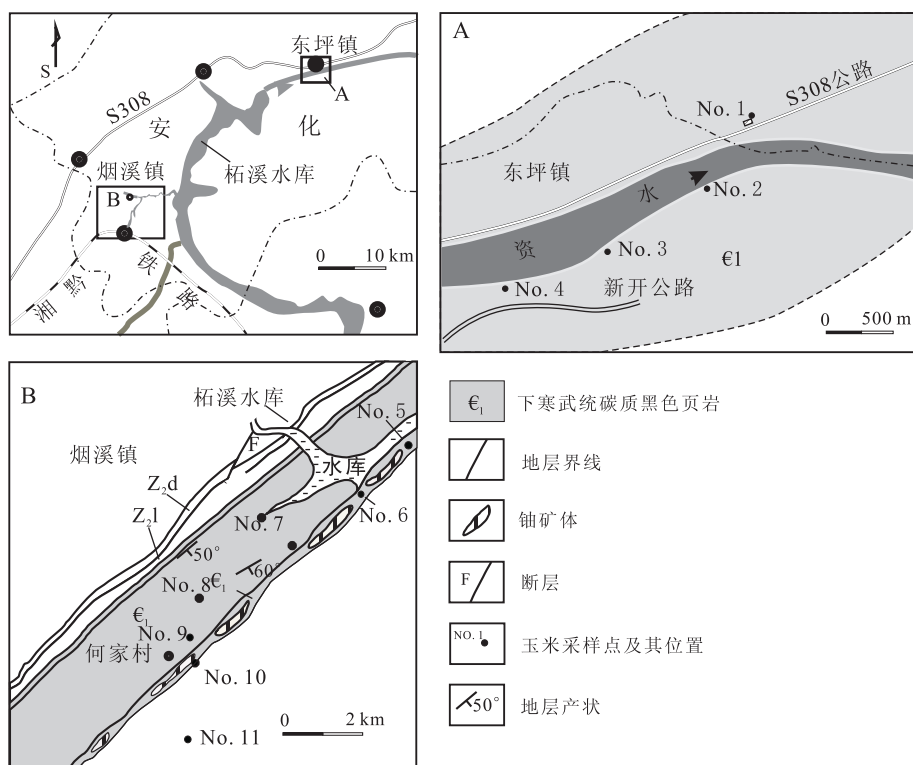 S
S308
安
化
东坪镇
A
烟溪镇
B
柘溪水库
湘
黔
铁
路
0 10 km
A
No. 1
S308公路
东坪镇
水
资
No. 2
No. 3
No. 4
€1
新开公路
0 500 m
B
柘溪水库
No. 5
烟溪镇
F
水库
Z₂d
Z₂l
No. 6
No. 7
50°
60°
No. 8
€₁
€₁
No. 9
何家村
No. 10
0 2 km
No. 11
€₁ 下寒武统碳质黑色页岩
地层界线
铀矿体
F 断层
NO. 1 玉米采样点及其位置
50° 地层产状